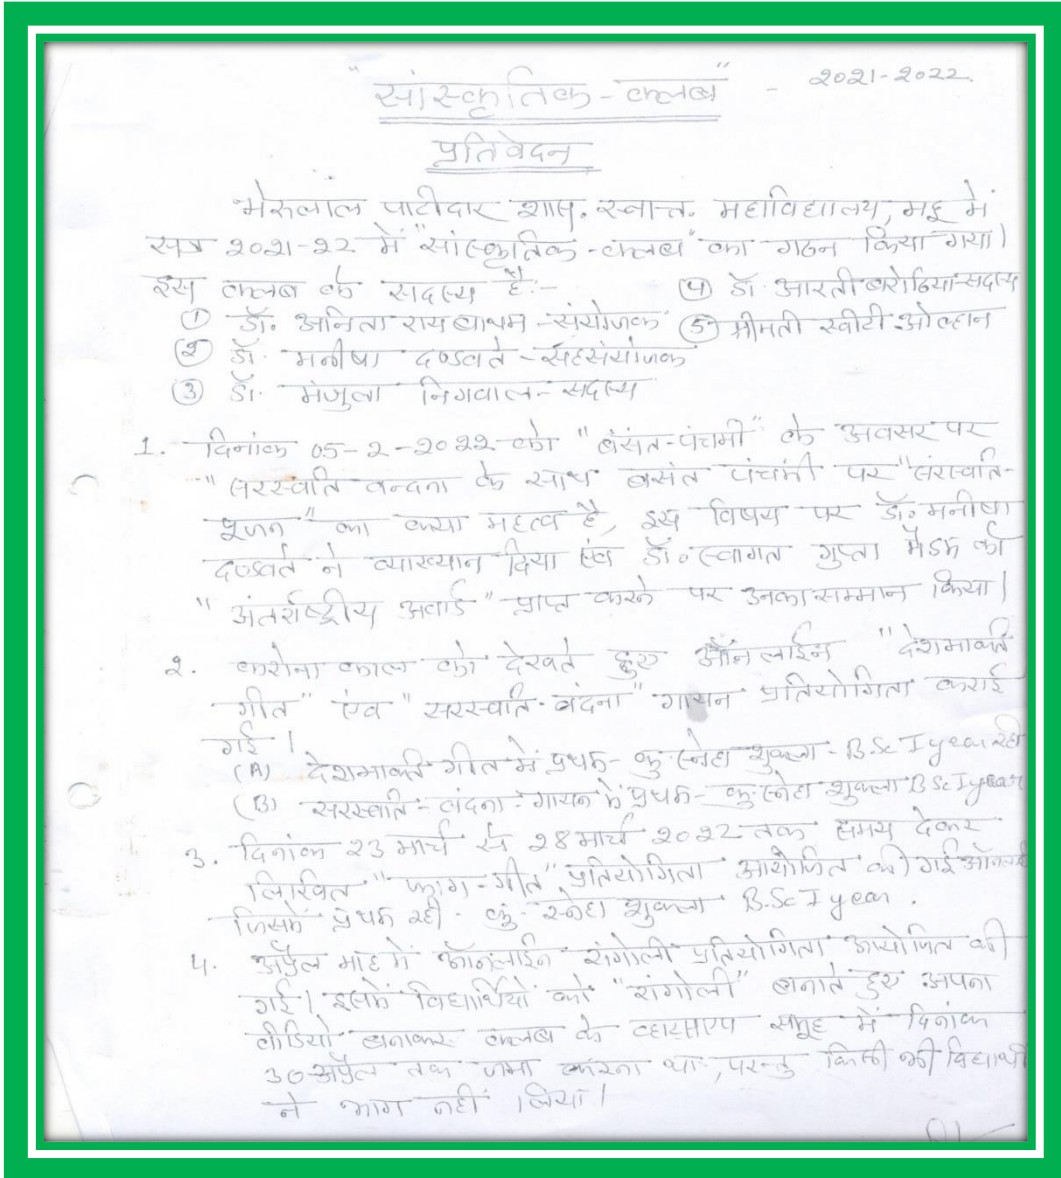 "सांस्कृतिक - क्लब" - 2021-2022.
प्रतिवेदन
भेरुलाल पाटीदार शास. स्वात्त. महाविद्यालय, महू में
सत्र 2021-22 में "सांस्कृतिक - क्लब" का गठन किया गया।
इस क्लब के सदस्य है:-
① डॉ. अनिता राय बाथम - संयोजक
② डॉ. मनीषा दण्डवते - सहसंयोजक
③ डॉ. मंजुला निगवाल - सदस्य
④ डॉ. आरती बरोठिया - सदस्य
⑤ श्रीमती स्वीटी ओल्हान
1. दिनांक 05-2-2022 को "बंसत-पंचमी" के अवसर पर
"सरस्वति वन्दना के साथ बसंत पंचमी पर "सरस्वति-
पूजन" का क्या महत्व है, इस विषय पर डॉ. मनीषा
दण्डवते ने व्याख्यान दिया एंव डॉ. स्वागत गुप्ता मैडम को
"अंतर्राष्ट्रीय अवार्ड" प्राप्त करने पर उनका सम्मान किया।
2. करोना काल को देखते हुए ऑनलाईन "देशभक्ति
गीत" एंव "सरस्वति-वंदना" गायन प्रतियोगिता कराई
गई।
(A) देशभक्ति गीत में प्रथम - कु. स्नेहा शुक्ला - B.Sc I year रही
(B) सरस्वति - वंदना - गायन में प्रथम - कु. स्नेहा शुक्ला B.Sc I year
3. दिनांक 23 मार्च से 28 मार्च 2022 तक समय देकर
लिखित "फाग - गीत" प्रतियोगिता आयोजित की गई
जिसमें प्रथम रही - कु. स्नेहा शुक्ला B.Sc I year.
4. अप्रैल माह में ऑनलाईन रांगोली प्रतियोगिता आयोजित की
गई। इसमें विद्यार्थियों को "रांगोली" बनाते हुए अपना
वीडियो बनाकर क्लब के व्हाट्सएप समूह में दिनांक
30 अप्रैल तक जमा करना था, परन्तु किसी भी विद्यार्थी
ने भाग नही लिया।